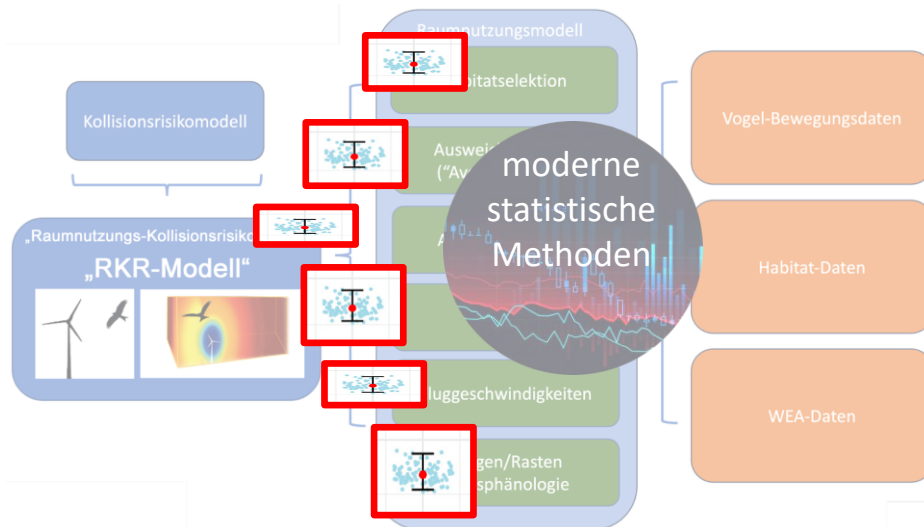 Raumnutzungsmodell
bitatselektion
Kollisionsrisikomodell
„Raumnutzungs-Kollisionsrisiko
„RKR-Modell“
Ausweic
("Av
moderne
statistische
Methoden
luggeschwindigkeiten
gen/Rasten
sphänologie
Vogel-Bewegungsdaten
Habitat-Daten
WEA-Daten